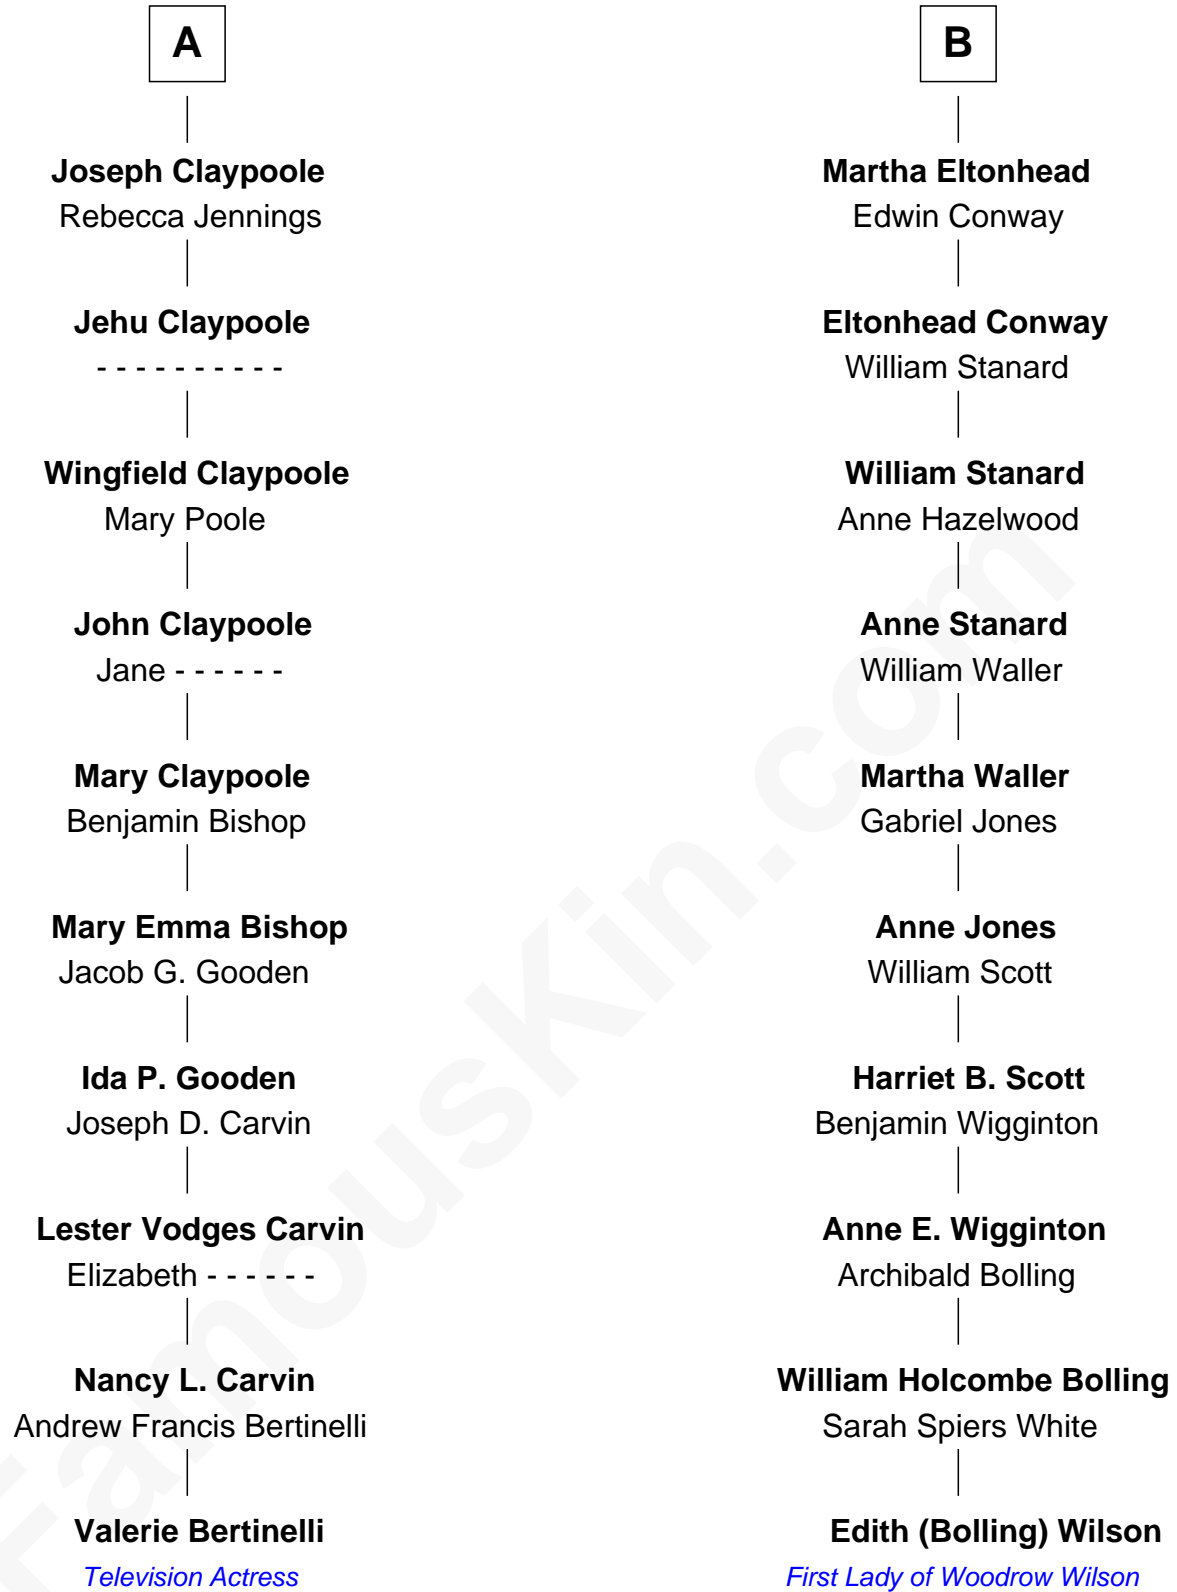 A
Joseph Claypoole
Rebecca Jennings
Jehu Claypoole
- - - - - - - - - -
Wingfield Claypoole
Mary Poole
John Claypoole
Jane - - - - - -
Mary Claypoole
Benjamin Bishop
Mary Emma Bishop
Jacob G. Gooden
Ida P. Gooden
Joseph D. Carvin
Lester Vodges Carvin
Elizabeth - - - - - -
Nancy L. Carvin
Andrew Francis Bertinelli
Valerie Bertinelli
Television Actress
B
Martha Eltonhead
Edwin Conway
Eltonhead Conway
William Stanard
William Stanard
Anne Hazelwood
Anne Stanard
William Waller
Martha Waller
Gabriel Jones
Anne Jones
William Scott
Harriet B. Scott
Benjamin Wigginton
Anne E. Wigginton
Archibald Bolling
William Holcombe Bolling
Sarah Spiers White
Edith (Bolling) Wilson
First Lady of Woodrow Wilson
FamousKin.com